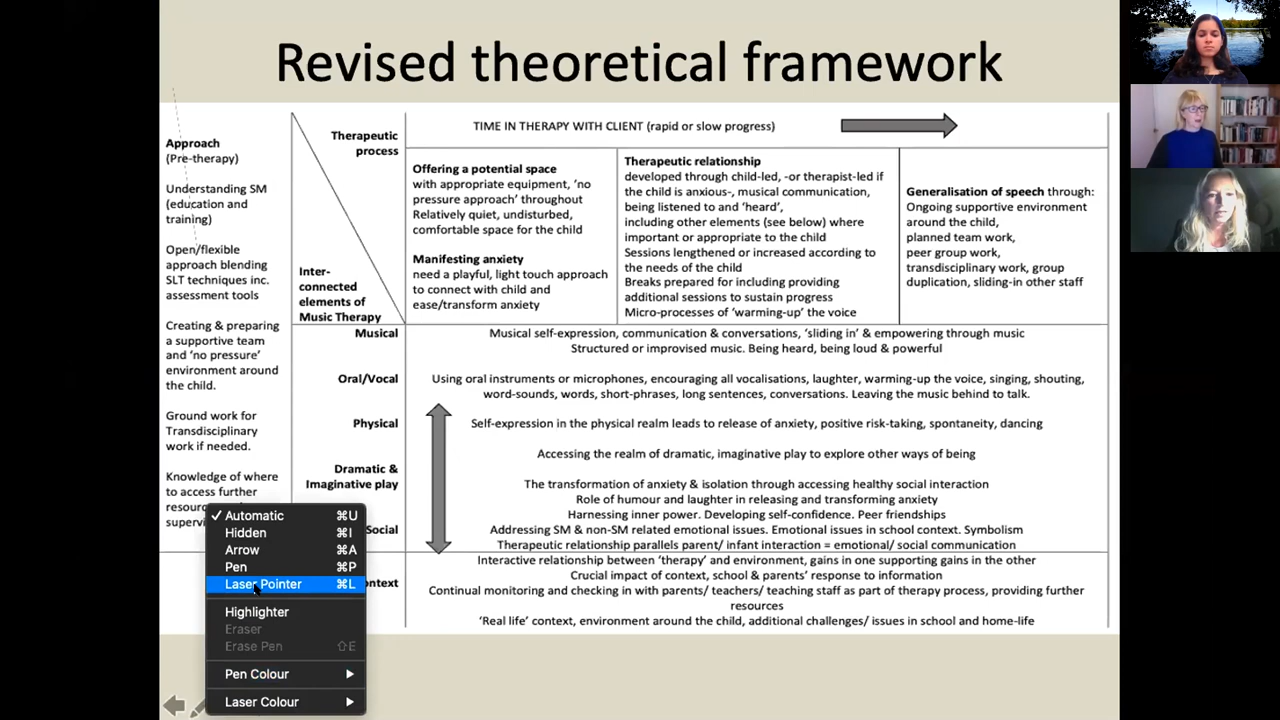 Revised theoretical framework
Approach
(Pre-therapy)
Understanding SM
(education and
training)
Open/flexible
approach blending
SLT techniques inc.
assessment tools
Creating & preparing
a supportive team
and ‘no pressure’
environment around
the child.
Ground work for
Transdisciplinary
work if needed.
Knowledge of where
to access further
Therapeutic
process
Inter-
connected
elements of
Music Therapy
TIME IN THERAPY WITH CLIENT (rapid or slow progress)
Offering a potential space
with appropriate equipment, ‘no
pressure approach’ throughout
Relatively quiet, undisturbed,
comfortable space for the child
Manifesting anxiety
need a playful, light touch approach
to connect with child and
ease/transform anxiety
Therapeutic relationship
developed through child-led, -or therapist-led if
the child is anxious-, musical communication,
being listened to and ‘heard’,
including other elements (see below) where
important or appropriate to the child
Sessions lengthened or increased according to
the needs of the child
Breaks prepared for including providing
additional sessions to sustain progress
Micro-processes of ‘warming-up’ the voice
Generalisation of speech through:
Ongoing supportive environment
around the child,
planned team work,
peer group work,
transdisciplinary work, group
duplication, sliding-in other staff
Musical
Musical self-expression, communication & conversations, ‘sliding in’ & empowering through music
Structured or improvised music. Being heard, being loud & powerful
Oral/Vocal
Using oral instruments or microphones, encouraging all vocalisations, laughter, warming-up the voice, singing, shouting,
word-sounds, words, short-phrases, long sentences, conversations. Leaving the music behind to talk.
Physical
Self-expression in the physical realm leads to release of anxiety, positive risk-taking, spontaneity, dancing
Accessing the realm of dramatic, imaginative play to explore other ways of being
Dramatic &
Imaginative play
The transformation of anxiety & isolation through accessing healthy social interaction
Role of humour and laughter in releasing and transforming anxiety
Harnessing inner power. Developing self-confidence. Peer friendships
Social
Addressing SM & non-SM related emotional issues. Emotional issues in school context. Symbolism
Therapeutic relationship parallels parent/ infant interaction = emotional/ social communication
Interactive relationship between ‘therapy’ and environment, gains in one supporting gains in the other
Crucial impact of context, school & parents’ response to information
Continual monitoring and checking in with parents/ teachers/ teaching staff as part of therapy process, providing further
resources
‘Real life’ context, environment around the child, additional challenges/ issues in school and home-life
Automatic ⌘U
Hidden ⌘I
Arrow ⌘A
Pen ⌘P
Laser Pointer ⌘L
Highlighter
Eraser
Erase Pen ⇧E
Pen Colour
Laser Colour